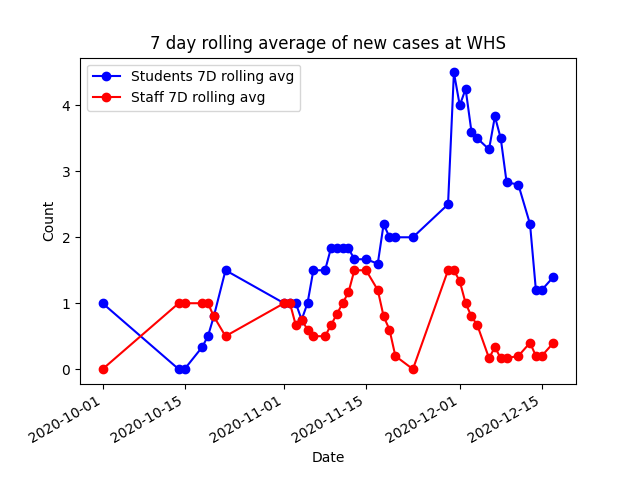 7 day rolling average of new cases at WHS
Students 7D rolling avg
Staff 7D rolling avg
Count
4
3
2
1
0
2020-10-01
2020-10-15
2020-11-01
2020-11-15
2020-12-01
2020-12-15
Date